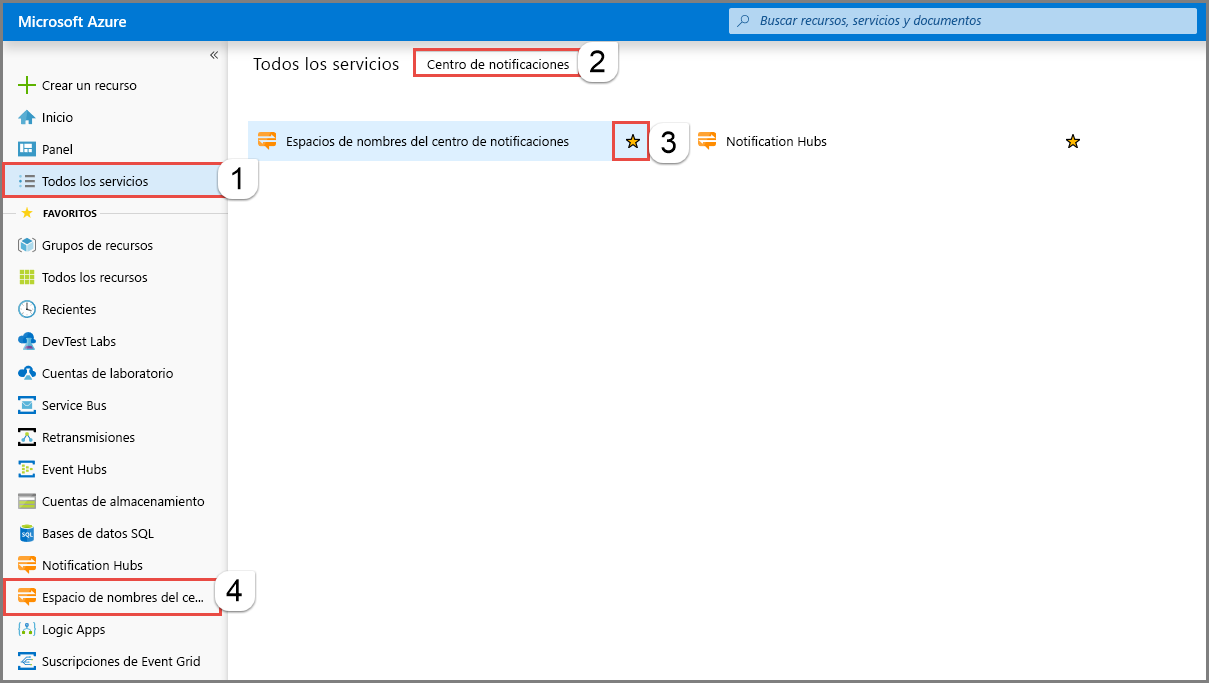 Microsoft Azure
Buscar recursos, servicios y documentos
«
Crear un recurso
Inicio
Panel
Todos los servicios
1
FAVORITOS
Grupos de recursos
Todos los recursos
Recientes
DevTest Labs
Cuentas de laboratorio
Service Bus
Retransmisiones
Event Hubs
Cuentas de almacenamiento
SQL
Bases de datos SQL
Notification Hubs
Espacio de nombres del ce...
4
Logic Apps
Suscripciones de Event Grid
Todos los servicios
Centro de notificaciones
2
Espacios de nombres del centro de notificaciones
3
Notification Hubs